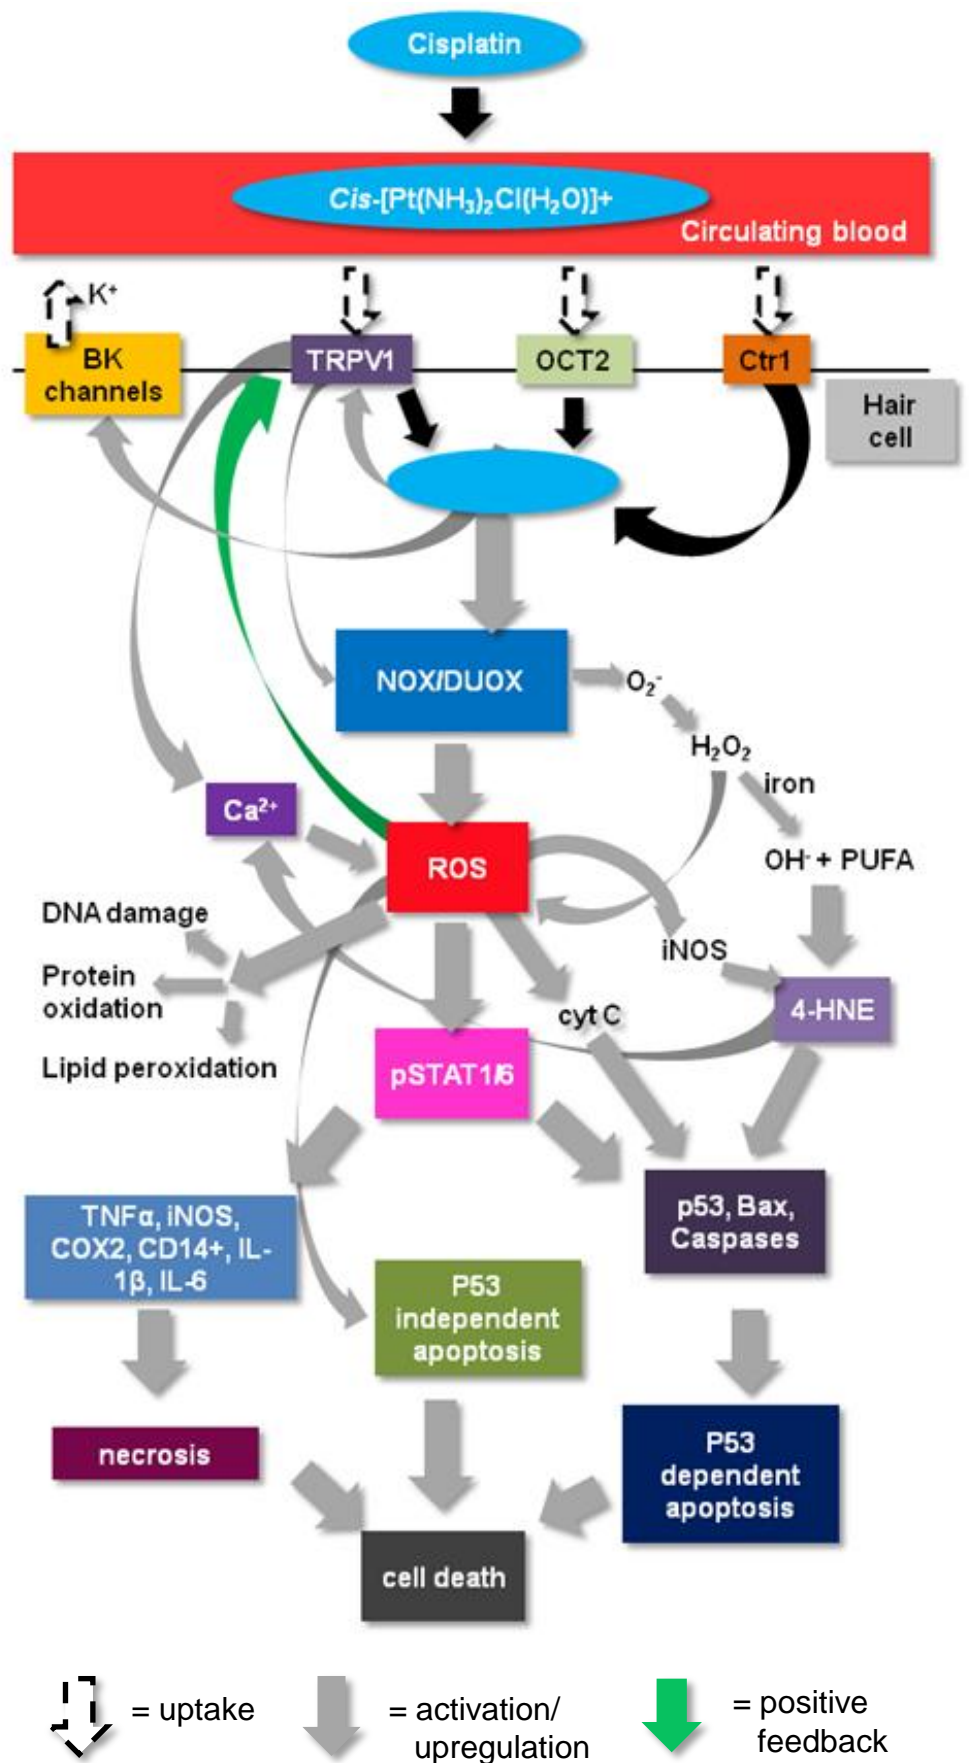 Cisplatin
Cis-[Pt(NH₃)₂Cl(H₂O)]+
Circulating blood
K⁺
BK
channels
TRPV1
OCT2
Ctr1
Hair
cell
NOX/DUOX
O₂⁻
H₂O₂
iron
OH⁻ + PUFA
Ca²⁺
ROS
DNA damage
Protein
oxidation
Lipid peroxidation
iNOS
4-HNE
cyt C
pSTAT1/6
TNFα, iNOS,
COX2, CD14+, IL-
1β, IL-6
p53, Bax,
Caspases
P53
independent
apoptosis
necrosis
P53
dependent
apoptosis
cell death
= uptake
= activation/
upregulation
= positive
feedback